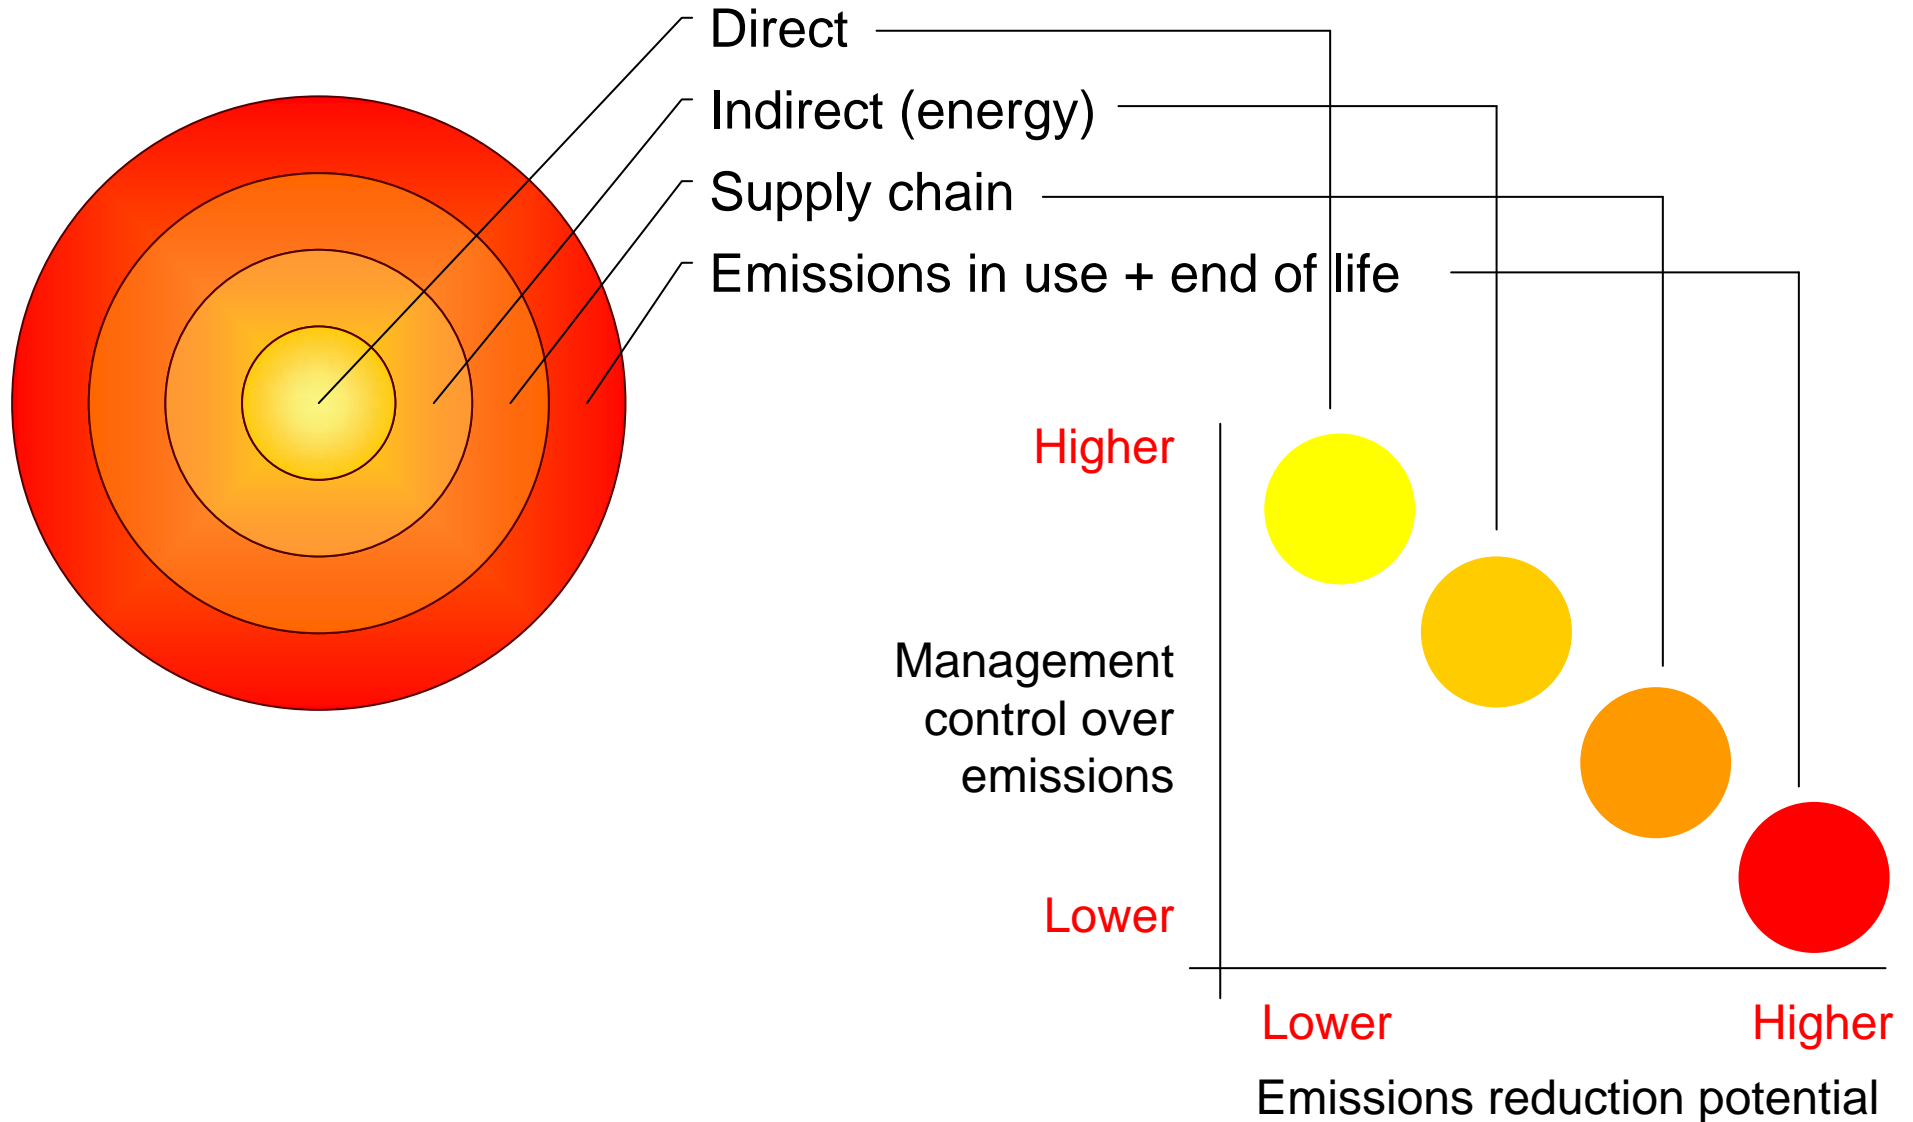 Direct
Indirect (energy)
Supply chain
Emissions in use + end of life
Higher
Management
control over
emissions
Lower
Lower
Higher
Emissions reduction potential